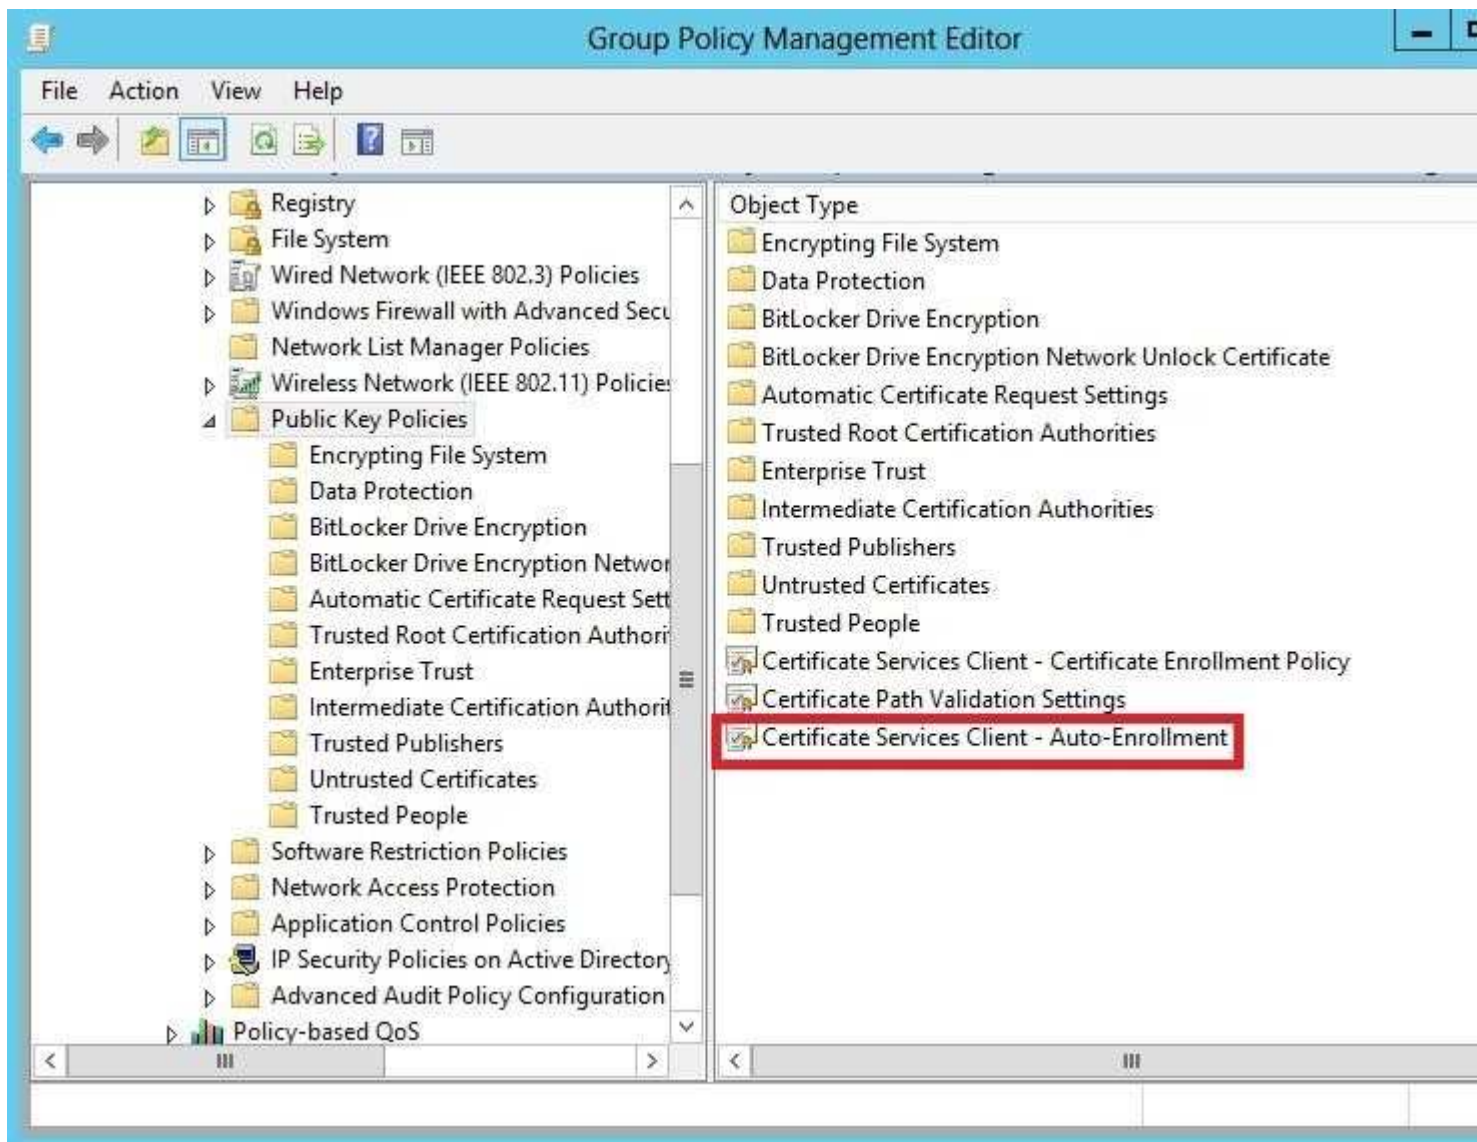 Group Policy Management Editor
File Action View Help
Registry
File System
Wired Network (IEEE 802.3) Policies
Windows Firewall with Advanced Secu
Network List Manager Policies
Wireless Network (IEEE 802.11) Policies
Public Key Policies
Encrypting File System
Data Protection
BitLocker Drive Encryption
BitLocker Drive Encryption Networ
Automatic Certificate Request Sett
Trusted Root Certification Authori
Enterprise Trust
Intermediate Certification Authorit
Trusted Publishers
Untrusted Certificates
Trusted People
Software Restriction Policies
Network Access Protection
Application Control Policies
IP Security Policies on Active Directory
Advanced Audit Policy Configuration
Policy-based QoS
Object Type
Encrypting File System
Data Protection
BitLocker Drive Encryption
BitLocker Drive Encryption Network Unlock Certificate
Automatic Certificate Request Settings
Trusted Root Certification Authorities
Enterprise Trust
Intermediate Certification Authorities
Trusted Publishers
Untrusted Certificates
Trusted People
Certificate Services Client - Certificate Enrollment Policy
Certificate Path Validation Settings
Certificate Services Client - Auto-Enrollment